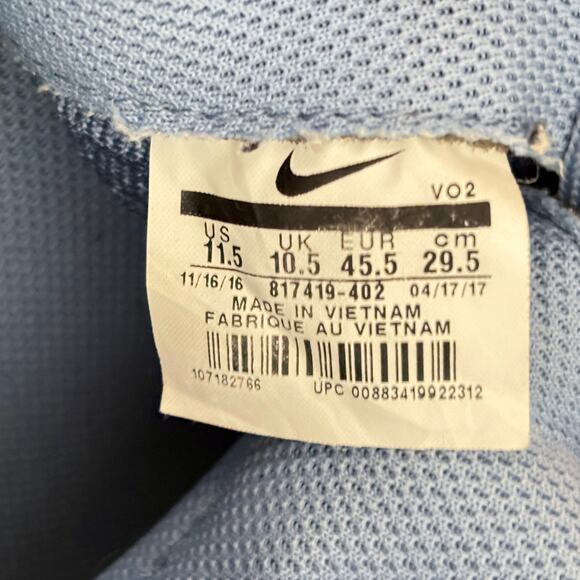 VO2
US UK EUR cm
11.5 10.5 45.5 29.5
11/16/16 817419-402 04/17/17
MADE IN VIETNAM
FABRIQUE AU VIETNAM
107182766 UPC 00883419922312